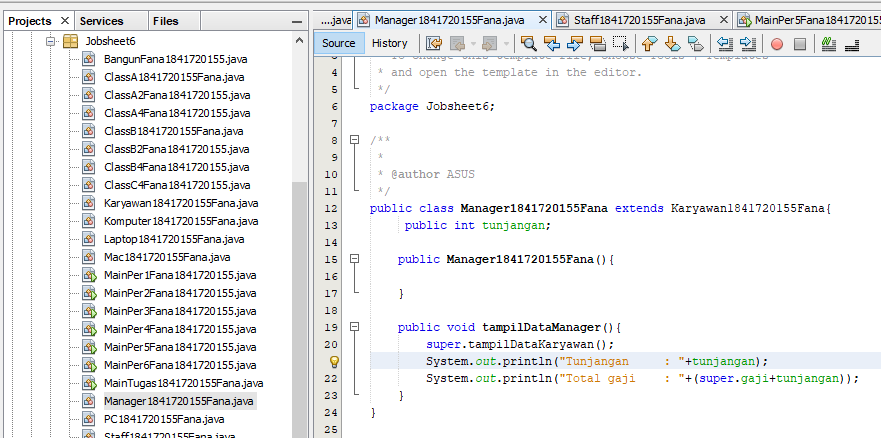 Projects × Services Files
Jobsheet6
BangunFana1841720155.java
ClassA1841720155Fana.java
ClassA2Fana1841720155.java
ClassA4Fana1841720155.java
ClassB1841720155Fana.java
ClassB2Fana1841720155.java
ClassB4Fana1841720155.java
ClassC4Fana1841720155.java
Karyawan1841720155Fana.java
Komputer1841720155Fana.java
Laptop1841720155Fana.java
Mac1841720155Fana.java
MainPer1Fana1841720155.java
MainPer2Fana1841720155.java
MainPer3Fana1841720155.java
MainPer4Fana1841720155.java
MainPer5Fana1841720155.java
MainPer6Fana1841720155.java
MainTugas1841720155Fana.java
Manager1841720155Fana.java
PC1841720155Fana.java
Staff1841720155Fana.java
....java Manager1841720155Fana.java Staff1841720155Fana.java MainPer5Fana1841720155
Source History
4 * and open the template in the editor.
5 */
6 package Jobsheet6;
7
8 /**
9 *
10 * @author ASUS
11 */
12 public class Manager1841720155Fana extends Karyawan1841720155Fana{
13 public int tunjangan;
14
15 public Manager1841720155Fana(){
16
17 }
18
19 public void tampilDataManager(){
20 super.tampilDataKaryawan();
System.out.println("Tunjangan    : "+tunjangan);
22 System.out.println("Total gaji    : "+(super.gaji+tunjangan));
23 }
24 }
25